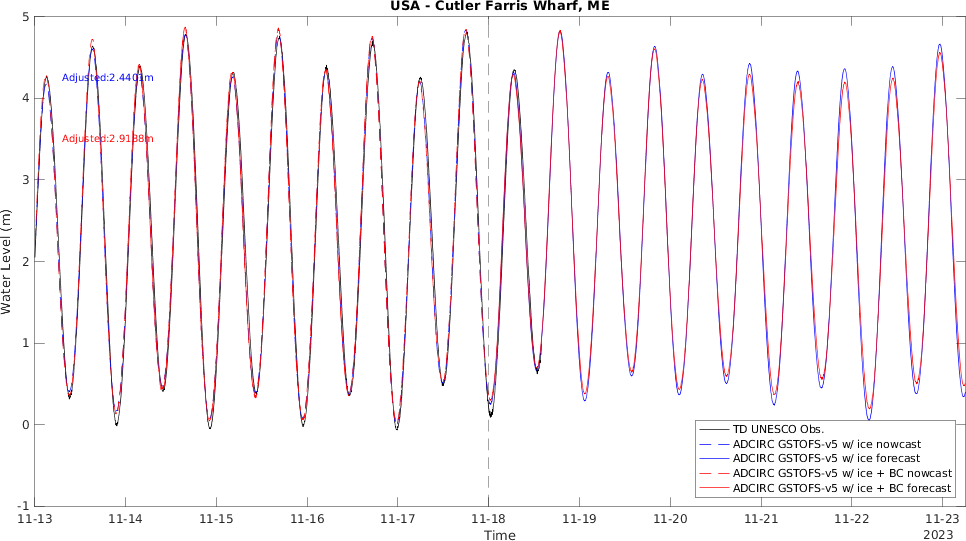 USA - Cutler Farris Wharf, ME
5
4
3
2
1
0
-1
Water Level (m)
Adjusted:2.4401m
Adjusted:2.9188m
TD UNESCO Obs.
ADCIRC GSTOFS-v5 w/ ice nowcast
ADCIRC GSTOFS-v5 w/ ice forecast
ADCIRC GSTOFS-v5 w/ ice + BC nowcast
ADCIRC GSTOFS-v5 w/ ice + BC forecast
11-13 11-14 11-15 11-16 11-17 11-18 11-19 11-20 11-21 11-22 11-23
Time
2023